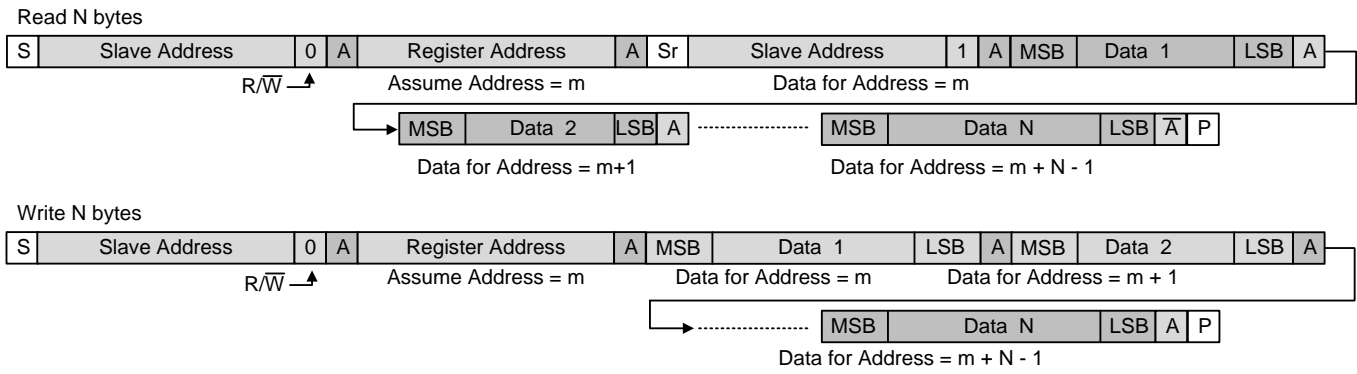 Read N bytes
S Slave Address 0 A Register Address A Sr Slave Address 1 A MSB Data 1 LSB A
R/W̅ Assume Address = m Data for Address = m
MSB Data 2 LSB A MSB Data N LSB A̅ P
Data for Address = m+1 Data for Address = m + N - 1
Write N bytes
S Slave Address 0 A Register Address A MSB Data 1 LSB A MSB Data 2 LSB A
R/W̅ Assume Address = m Data for Address = m Data for Address = m + 1
MSB Data N LSB A P
Data for Address = m + N - 1